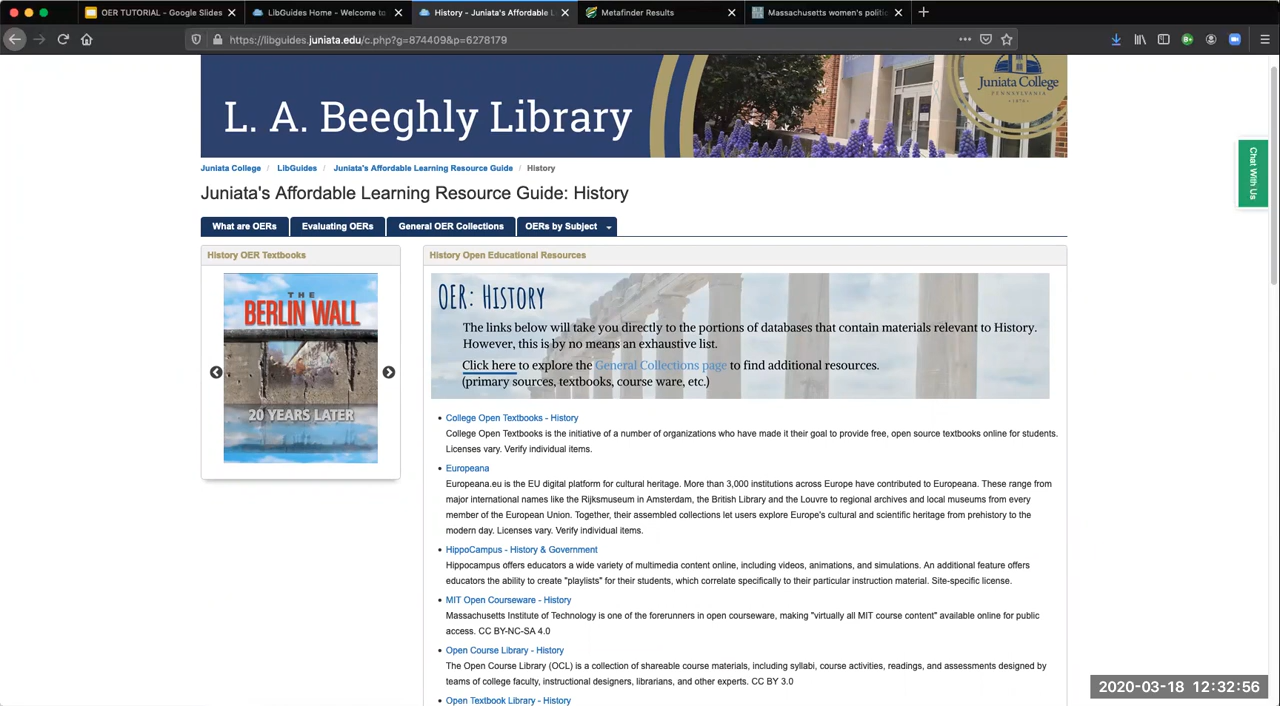 OER TUTORIAL - Google Slides
LibGuides Home - Welcome to
History - Juniata's Affordable L
Metafinder Results
Massachusetts women's politi
https://libguides.juniata.edu/c.php?g=874409&p=6278179
L. A. Beeghly Library
Juniata College
PENNSYLVANIA
1876
Chat With Us
Juniata College / LibGuides / Juniata's Affordable Learning Resource Guide / History
Juniata's Affordable Learning Resource Guide: History
What are OERs Evaluating OERs General OER Collections OERs by Subject
History OER Textbooks
THE
BERLIN WALL
20 YEARS LATER
History Open Educational Resources
OER: HISTORY
The links below will take you directly to the portions of databases that contain materials relevant to History.
However, this is by no means an exhaustive list.
Click here to explore the General Collections page to find additional resources.
(primary sources, textbooks, course ware, etc.)
• College Open Textbooks - History
College Open Textbooks is the initiative of a number of organizations who have made it their goal to provide free, open source textbooks online for students.
Licenses vary. Verify individual items.
• Europeana
Europeana.eu is the EU digital platform for cultural heritage. More than 3,000 institutions across Europe have contributed to Europeana. These range from
major international names like the Rijksmuseum in Amsterdam, the British Library and the Louvre to regional archives and local museums from every
member of the European Union. Together, their assembled collections let users explore Europe's cultural and scientific heritage from prehistory to the
modern day. Licenses vary. Verify individual items.
• HippoCampus - History & Government
Hippocampus offers educators a wide variety of multimedia content online, including videos, animations, and simulations. An additional feature offers
educators the ability to create "playlists" for their students, which correlate specifically to their particular instruction material. Site-specific license.
• MIT Open Courseware - History
Massachusetts Institute of Technology is one of the forerunners in open courseware, making "virtually all MIT course content" available online for public
access. CC BY-NC-SA 4.0
• Open Course Library - History
The Open Course Library (OCL) is a collection of shareable course materials, including syllabi, course activities, readings, and assessments designed by
teams of college faculty, instructional designers, librarians, and other experts. CC BY 3.0
• Open Textbook Library - History
2020-03-18 12:32:56